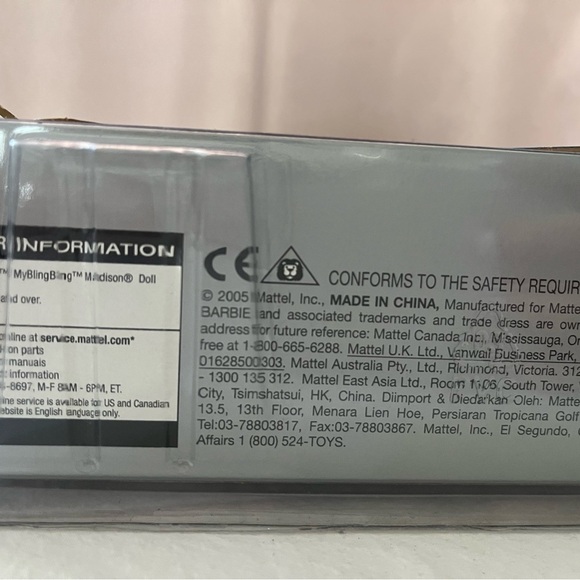 R INFORMATION
™ MyBlingBling™ Madison® Doll
and over.
nline at service.mattel.com*
on parts
manuals
information
-8697, M-F 8AM - 6PM, ET.
ine service is available for US and Canadian
ebsite is English language only.
CE
CONFORMS TO THE SAFETY REQUIR
© 2005 Mattel, Inc., MADE IN CHINA, Manufactured for Matte
BARBIE and associated trademarks and trade dress are own
address for future reference: Mattel Canada Inc., Mississauga, On
free at 1-800-665-6288. Mattel U.K. Ltd., Vanwall Business Park,
01628500303. Mattel Australia Pty., Ltd., Richmond, Victoria. 312
- 1300 135 312. Mattel East Asia Ltd., Room 1106, South Tower,
City, Tsimshatsui, HK, China. Diimport & Diedarkan Oleh: Matte
13.5, 13th Floor, Menara Lien Hoe, Persiaran Tropicana Golf
Tel:03-78803817, Fax:03-78803867. Mattel, Inc., El Segundo,
Affairs 1 (800) 524-TOYS.